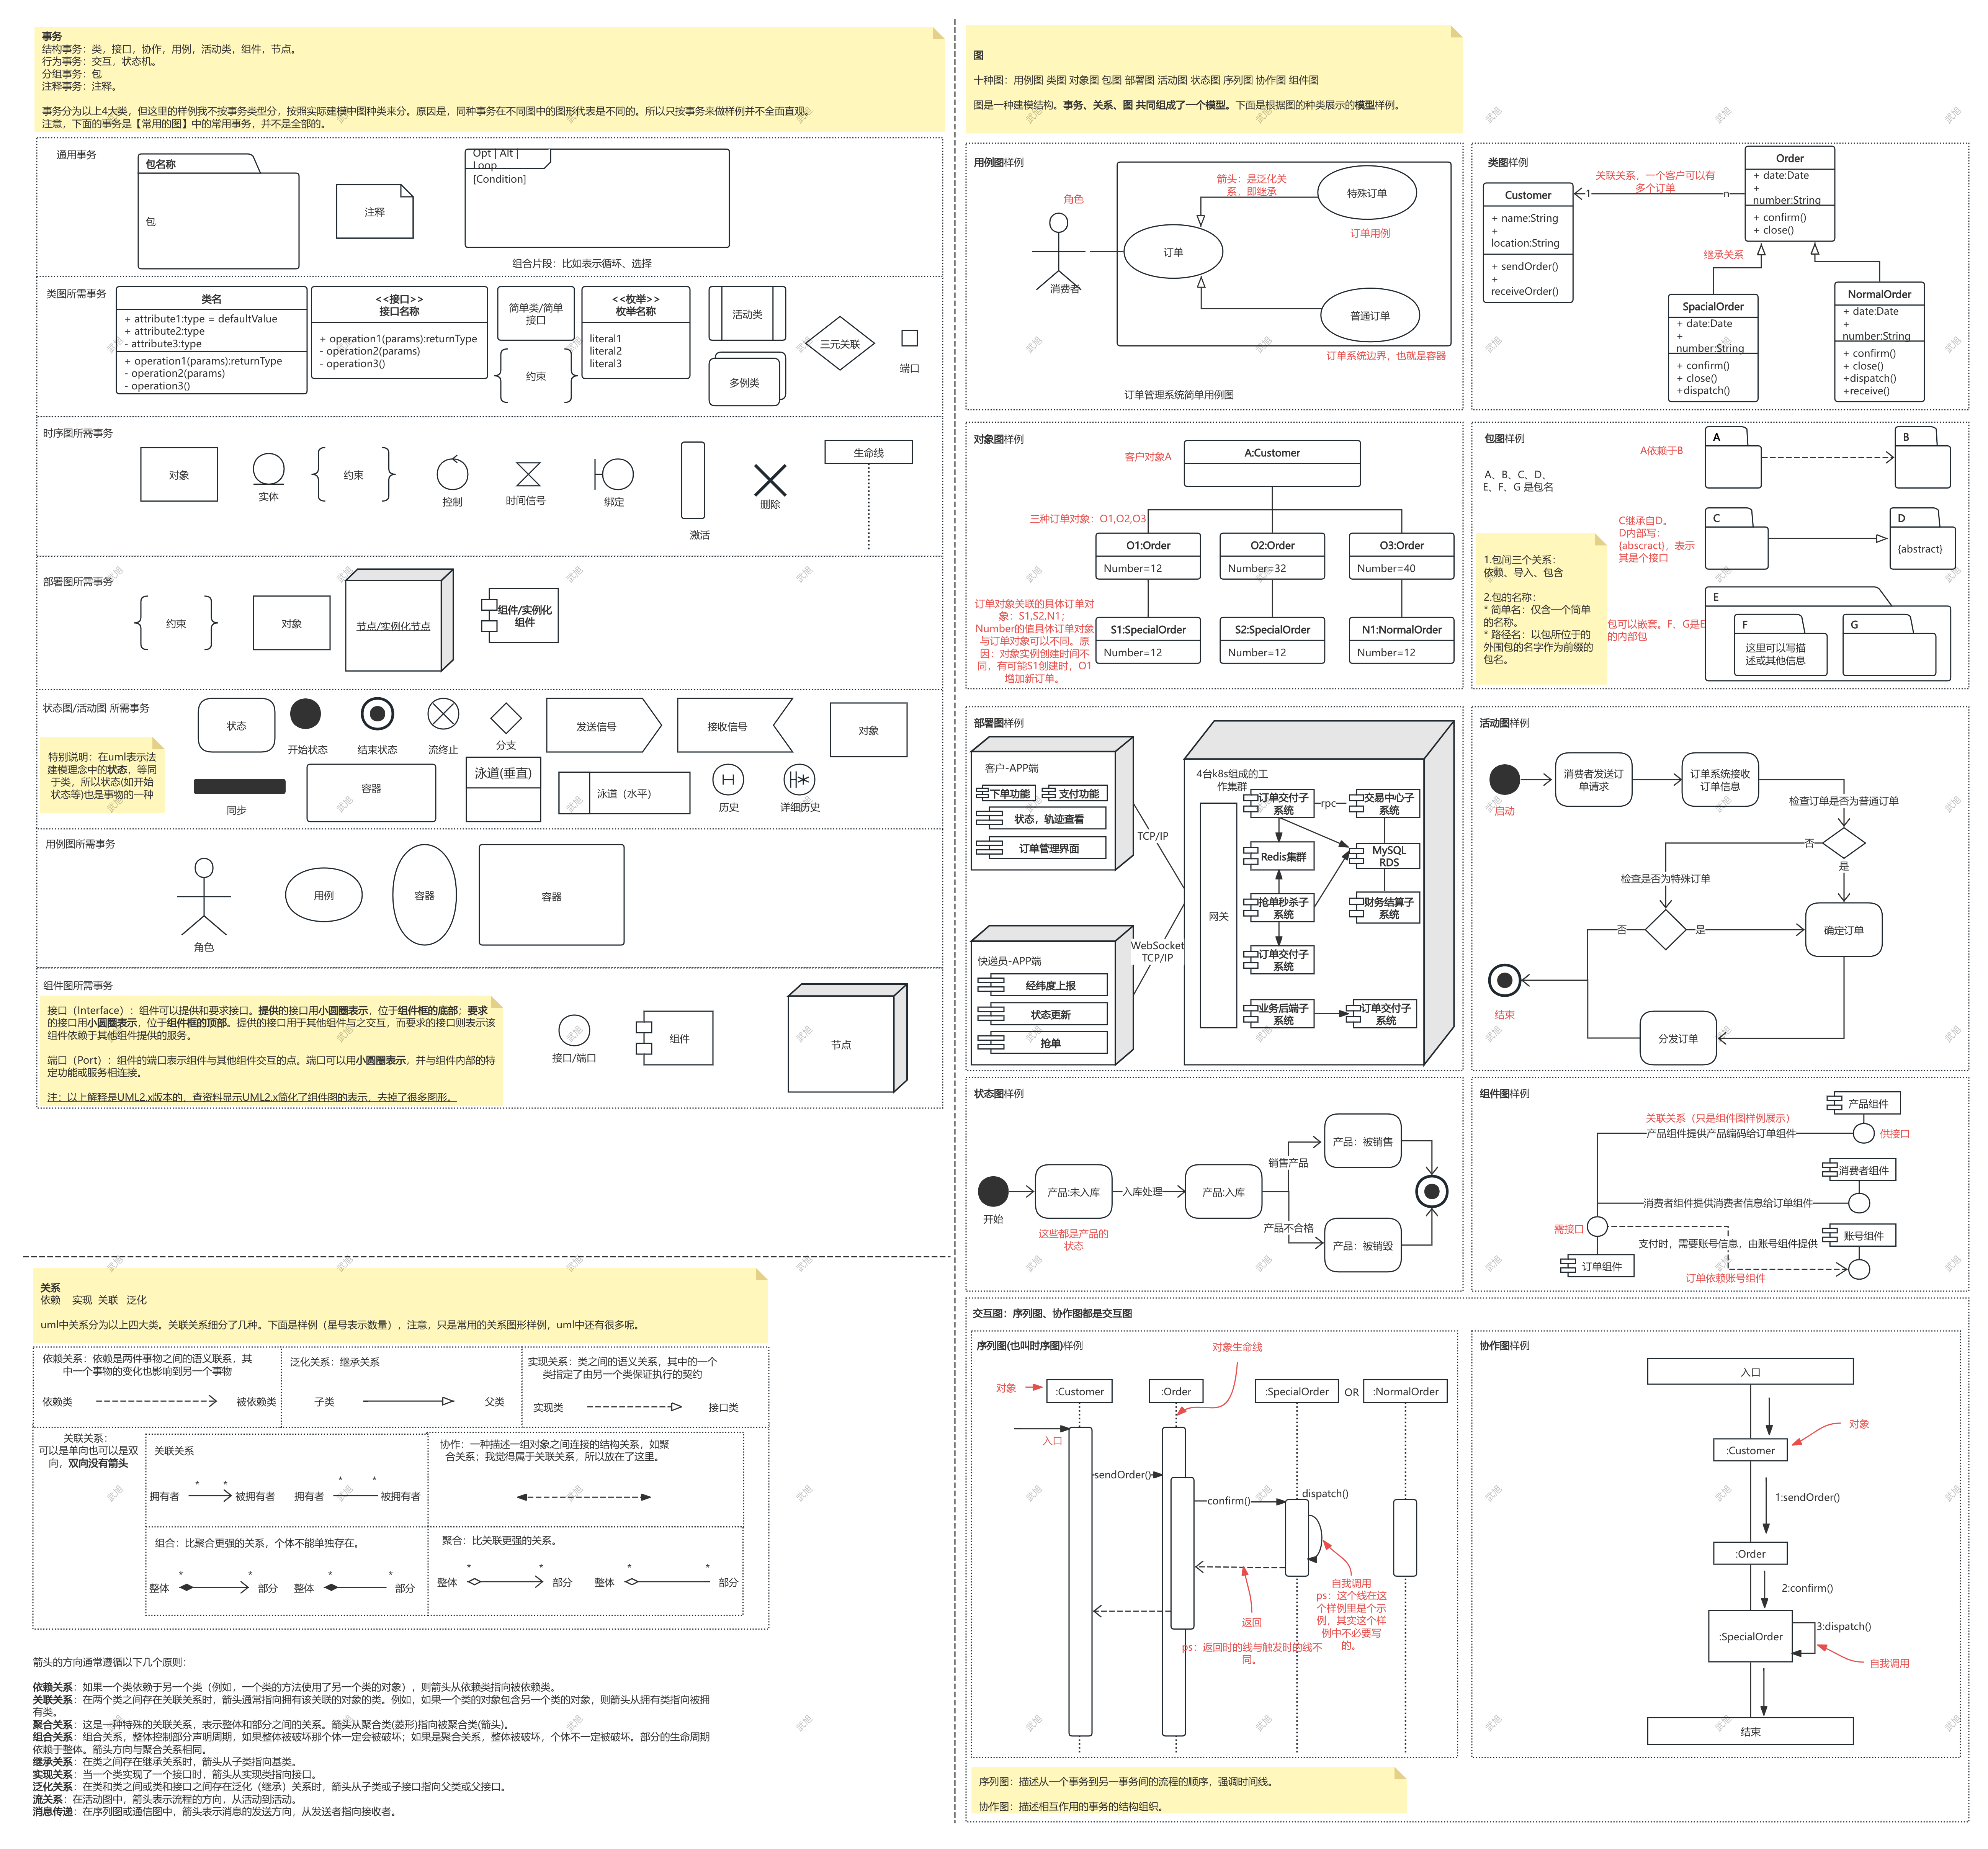 事务
结构事务：类，接口，协作，用例，活动类，组件，节点。
行为事务：交互，状态机。
分组事务：包
注释事务：注释。
事务分为以上4大类，但这里的样例我不按事务类型分，按照实际建模中图种类来分。原因是，同种事务在不同图中的图形代表是不同的。所以只按事务来做样例并不全面直观。
注意，下面的事务是【常用的图】中的常用事务，并不是全部的。
通用事务
包名称
包
注释
Opt | Alt |
Loop
[Condition]
组合片段：比如表示循环、选择
类图所需事务
类名
+ attribute1:type = defaultValue
+ attribute2:type
- attribute3:type
+ operation1(params):returnType
- operation2(params)
- operation3()
<<接口>>
接口名称
+ operation1(params):returnType
- operation2(params)
- operation3()
简单类/简单
接口
约束
<<枚举>>
枚举名称
literal1
literal2
literal3
活动类
多例类
三元关联
端口
时序图所需事务
对象
实体
约束
控制
时间信号
绑定
激活
删除
生命线
部署图所需事务
约束
对象
节点/实例化节点
组件/实例化
组件
状态图/活动图 所需事务
状态
开始状态
结束状态
流终止
分支
发送信号
接收信号
对象
特别说明：在uml表示法
建模理念中的状态，等同
于类，所以状态(如开始
状态等)也是事物的一种
同步
容器
泳道(垂直)
泳道（水平）
历史
详细历史
用例图所需事务
角色
用例
容器
容器
组件图所需事务
接口（Interface）：组件可以提供和要求接口。提供的接口用小圆圈表示，位于组件框的底部；要求
的接口用小圆圈表示，位于组件框的顶部。提供的接口用于其他组件与之交互，而要求的接口则表示该
组件依赖于其他组件提供的服务。
端口（Port）：组件的端口表示组件与其他组件交互的点。端口可以用小圆圈表示，并与组件内部的特
定功能或服务相连接。
注：以上解释是UML2.x版本的，查资料显示UML2.x简化了组件图的表示，去掉了很多图形。
接口/端口
组件
节点
关系
依赖 实现 关联 泛化
uml中关系分为以上四大类。关联关系细分了几种。下面是样例（星号表示数量），注意，只是常用的关系图形样例，uml中还有很多呢。
依赖关系：依赖是两件事物之间的语义联系，其
中一个事物的变化也影响到另一个事物
依赖类
被依赖类
泛化关系：继承关系
子类
父类
实现关系：类之间的语义关系，其中的一个
类指定了由另一个类保证执行的契约
实现类
接口类
关联关系：
可以是单向也可以是双
向，双向没有箭头
关联关系
* * * *
拥有者 被拥有者 拥有者 被拥有者
协作：一种描述一组对象之间连接的结构关系，如聚
合关系；我觉得属于关联关系，所以放在了这里。
组合：比聚合更强的关系，个体不能单独存在。
* * * *
整体 部分 整体 部分
聚合：比关联更强的关系。
* * * *
整体 部分 整体 部分
箭头的方向通常遵循以下几个原则：
依赖关系：如果一个类依赖于另一个类（例如，一个类的方法使用了另一个类的对象），则箭头从依赖类指向被依赖类。
关联关系：在两个类之间存在关联关系时，箭头通常指向拥有该关联的对象的类。例如，如果一个类的对象包含另一个类的对象，则箭头从拥有类指向被拥
有类。
聚合关系：这是一种特殊的关联关系，表示整体和部分之间的关系。箭头从聚合类(菱形)指向被聚合类(箭头)。
组合关系：组合关系，整体控制部分声明周期，如果整体被破坏那个体一定会被破坏；如果是聚合关系，整体被破坏，个体不一定被破坏。部分的生命周期
依赖于整体。箭头方向与聚合关系相同。
继承关系：在类之间存在继承关系时，箭头从子类指向基类。
实现关系：当一个类实现了一个接口时，箭头从实现类指向接口。
泛化关系：在类和类之间或类和接口之间存在泛化（继承）关系时，箭头从子类或子接口指向父类或父接口。
流关系：在活动图中，箭头表示流程的方向，从活动到活动。
消息传递：在序列图或通信图中，箭头表示消息的发送方向，从发送者指向接收者。
图
十种图：用例图 类图 对象图 包图 部署图 活动图 状态图 序列图 协作图 组件图
图是一种建模结构。事务、关系、图 共同组成了一个模型。下面是根据图的种类展示的模型样例。
用例图样例
角色
消费者
箭头：是泛化关
系，即继承
特殊订单
订单用例
订单
普通订单
订单系统边界，也就是容器
订单管理系统简单用例图
类图样例
Customer
+ name:String
+
location:String
+ sendOrder()
+
receiveOrder()
关联关系，一个客户可以有
多个订单
1
n
Order
+ date:Date
+
number:String
+ confirm()
+ close()
继承关系
SpacialOrder
+ date:Date
+
number:String
+ confirm()
+ close()
+dispatch()
NormalOrder
+ date:Date
+
number:String
+ confirm()
+ close()
+dispatch()
+receive()
对象图样例
客户对象A
A:Customer
三种订单对象：O1,O2,O3
O1:Order
Number=12
O2:Order
Number=32
O3:Order
Number=40
订单对象关联的具体订单对
象：S1,S2,N1；
Number的值具体订单对象
与订单对象可以不同。原
因：对象实例创建时间不
同，有可能S1创建时，O1
增加新订单。
S1:SpecialOrder
Number=12
S2:SpecialOrder
Number=12
N1:NormalOrder
Number=12
包图样例
A、B、C、D、
E、F、G 是包名
A依赖于B
A
B
C继承自D。
D内部写：
{abscract}，表示
其是个接口
C
D
{abstract}
1.包间三个关系：
依赖、导入、包含
2.包的名称：
* 简单名：仅含一个简单
的名称。
* 路径名：以包所位于的
外围包的名字作为前缀的
包名。
包可以嵌套。F、G是E
的内部包
E
F
这里可以写描
述或其他信息
G
部署图样例
客户-APP端
下单功能
支付功能
状态，轨迹查看
订单管理界面
TCP/IP
快递员-APP端
经纬度上报
状态更新
抢单
WebSocket
TCP/IP
4台k8s组成的工
作集群
网关
订单交付子
系统
rpc
交易中心子
系统
Redis集群
MySQL
RDS
抢单秒杀子
系统
财务结算子
系统
订单交付子
系统
业务后端子
系统
订单交付子
系统
活动图样例
启动
消费者发送订
单请求
订单系统接收
订单信息
检查订单是否为普通订单
否
是
检查是否为特殊订单
否
是
确定订单
结束
分发订单
状态图样例
开始
产品:未入库
入库处理
产品:入库
这些都是产品的
状态
销售产品
产品：被销售
产品不合格
产品：被销毁
组件图样例
产品组件
关联关系（只是组件图样例展示）
产品组件提供产品编码给订单组件
供接口
消费者组件
消费者组件提供消费者信息给订单组件
需接口
支付时，需要账号信息，由账号组件提供
账号组件
订单组件
订单依赖账号组件
交互图：序列图、协作图都是交互图
序列图(也叫时序图)样例
对象生命线
对象
:Customer
:Order
:SpecialOrder
OR
:NormalOrder
入口
sendOrder()
confirm()
dispatch()
自我调用
ps：这个线在这
个样例里是个示
例，其实这个样
例中不必要写
的。
返回
ps：返回时的线与触发时的线不
同。
协作图样例
入口
对象
:Customer
1:sendOrder()
:Order
2:confirm()
:SpecialOrder
3:dispatch()
自我调用
结束
序列图：描述从一个事务到另一事务间的流程的顺序，强调时间线。
协作图：描述相互作用的事务的结构组织。
武旭